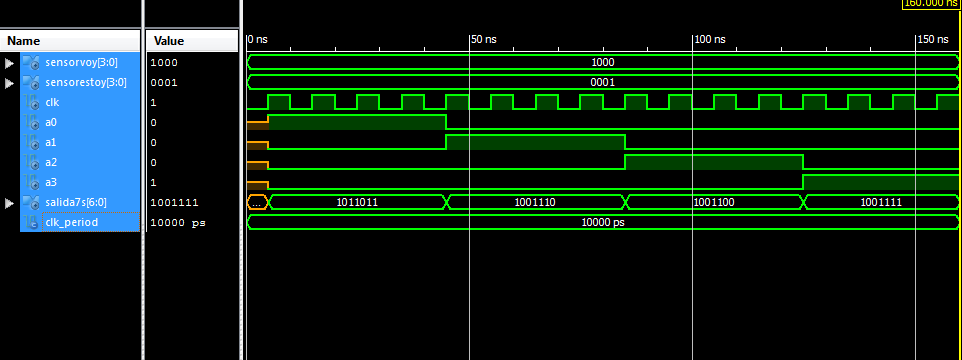 160.000 ns
Name Value 0 ns 50 ns 100 ns 150 ns
sensorvoy[3:0] 1000 1000
sensorestoy[3:0] 0001 0001
clk 1
a0 0
a1 0
a2 0
a3 1
salida7s[6:0] 1001111 ... 1011011 1001110 1001100 1001111
clk_period 10000 ps 10000 ps